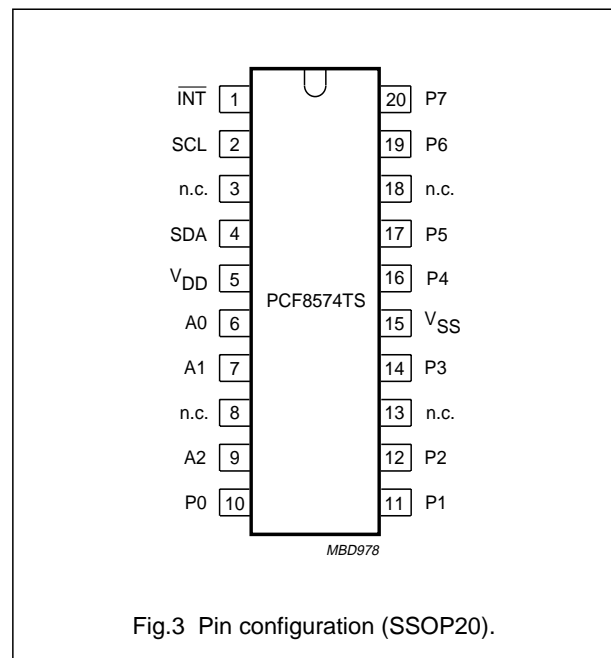 INT 1 20 P7
SCL 2 19 P6
n.c. 3 18 n.c.
SDA 4 17 P5
VDD 5 16 P4
PCF8574TS
A0 6 15 VSS
A1 7 14 P3
n.c. 8 13 n.c.
A2 9 12 P2
P0 10 11 P1
MBD978
Fig.3 Pin configuration (SSOP20).